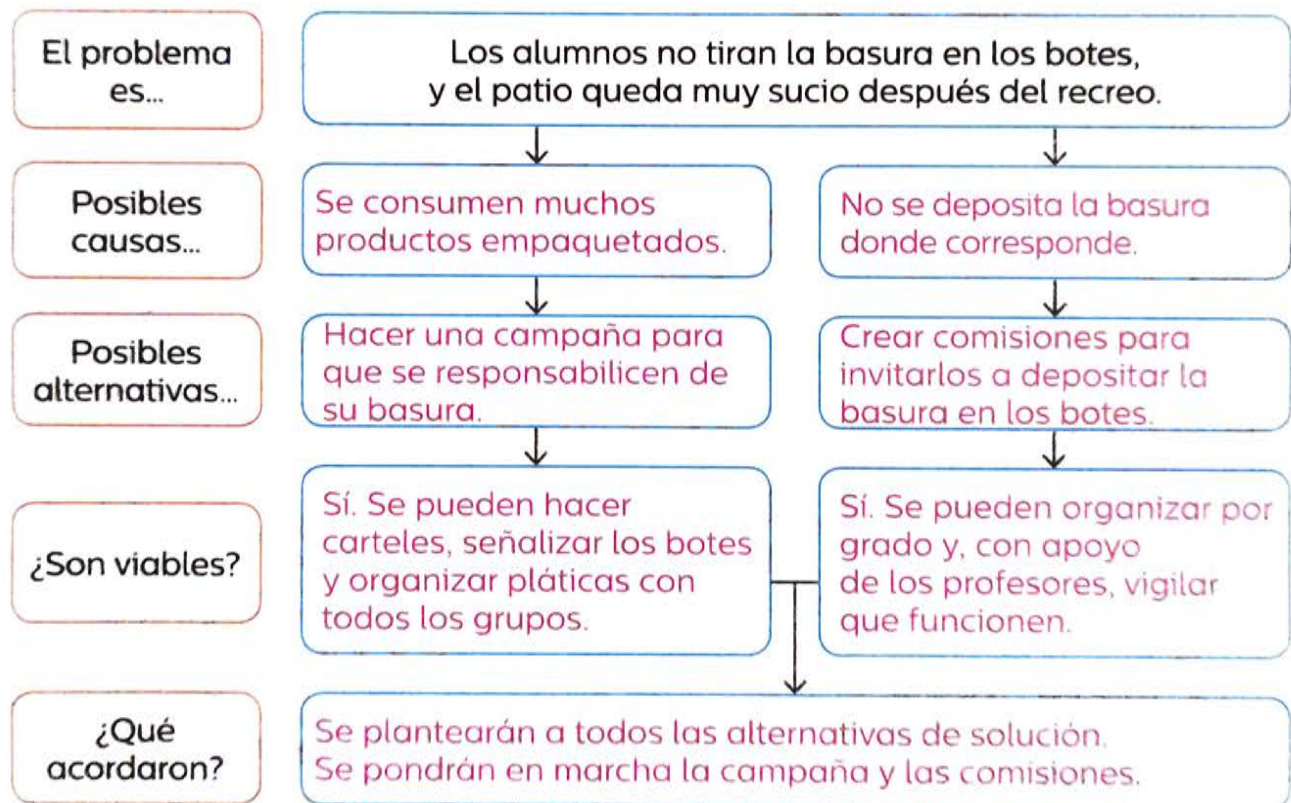 El problema
es...
Los alumnos no tiran la basura en los botes,
y el patio queda muy sucio después del recreo.
Posibles
causas...
Se consumen muchos
productos empaquetados.
No se deposita la basura
donde corresponde.
Posibles
alternativas...
Hacer una campaña para
que se responsabilicen de
su basura.
Crear comisiones para
invitarlos a depositar la
basura en los botes.
¿Son viables?
Sí. Se pueden hacer
carteles, señalizar los botes
y organizar pláticas con
todos los grupos.
Sí. Se pueden organizar por
grado y, con apoyo
de los profesores, vigilar
que funcionen.
¿Qué
acordaron?
Se plantearán a todos las alternativas de solución.
Se pondrán en marcha la campaña y las comisiones.